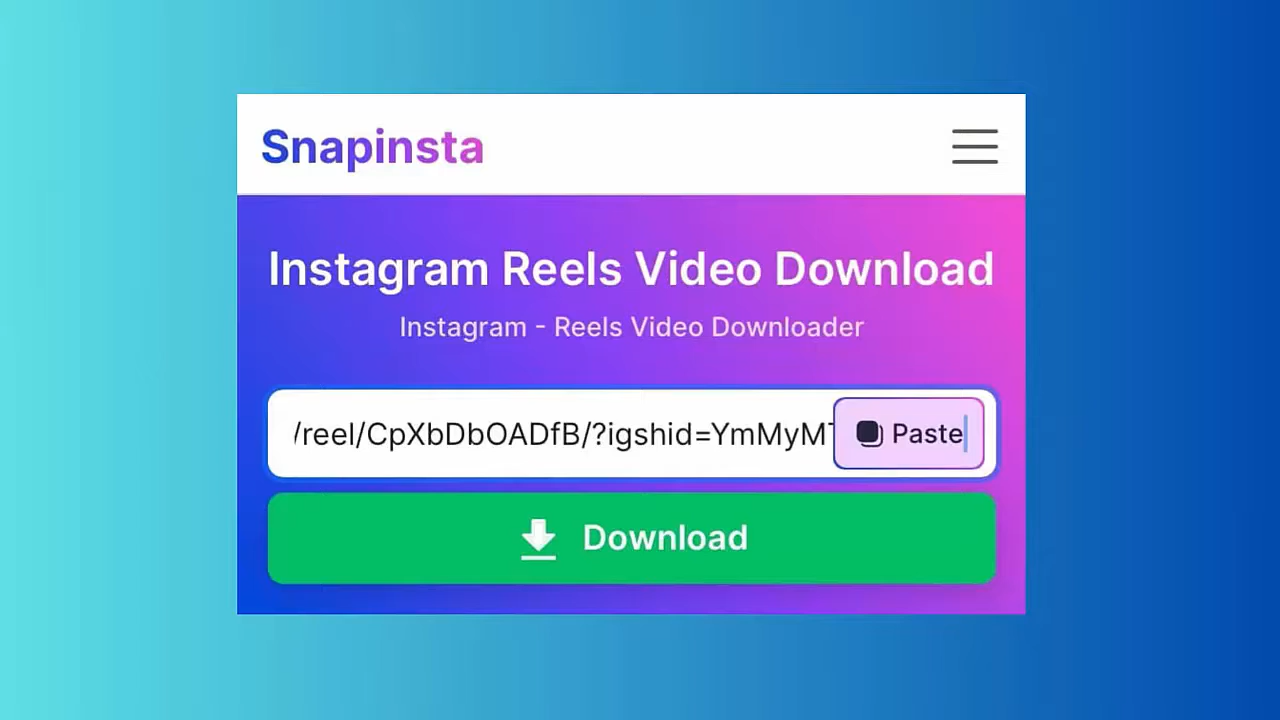 Snapinsta
Instagram Reels Video Download
Instagram - Reels Video Downloader
/reel/CpXbDbOADfB/?igshid=YmMyM
Paste
Download